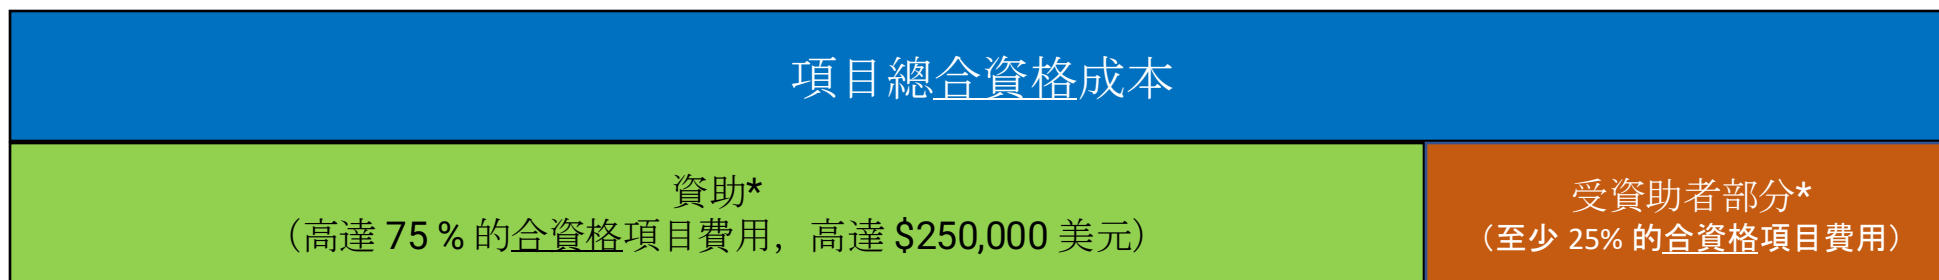 項目總合資格成本
資助*
（高達 75 % 的合資格項目費用，高達 $250,000 美元）
受資助者部分*
（至少 25% 的合資格項目費用）